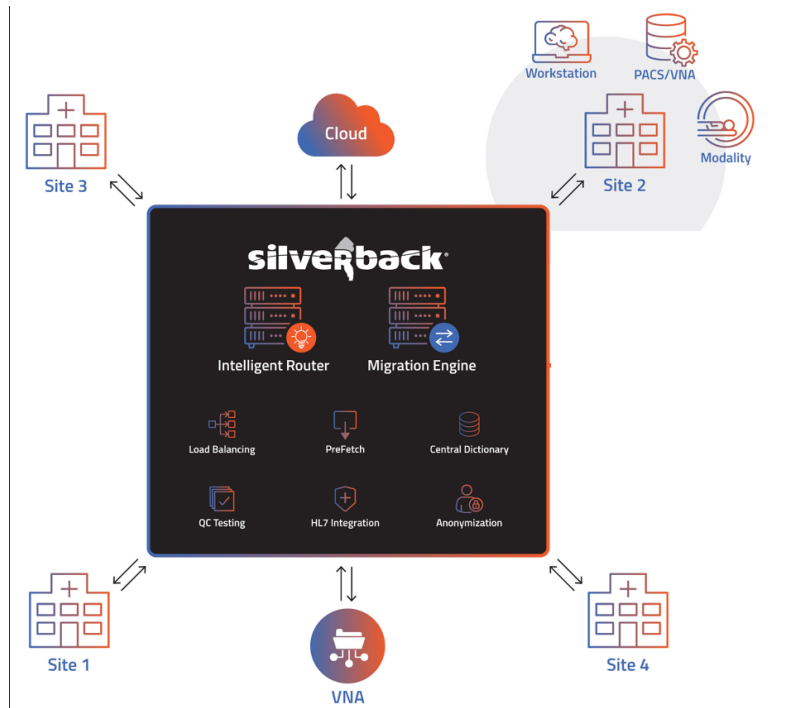 Workstation
PACS/VNA
Cloud
Modality
Site 3
Site 2
silverback®
Intelligent Router
Migration Engine
Load Balancing
PreFetch
Central Dictionary
QC Testing
HL7 Integration
Anonymization
Site 1
Site 4
VNA